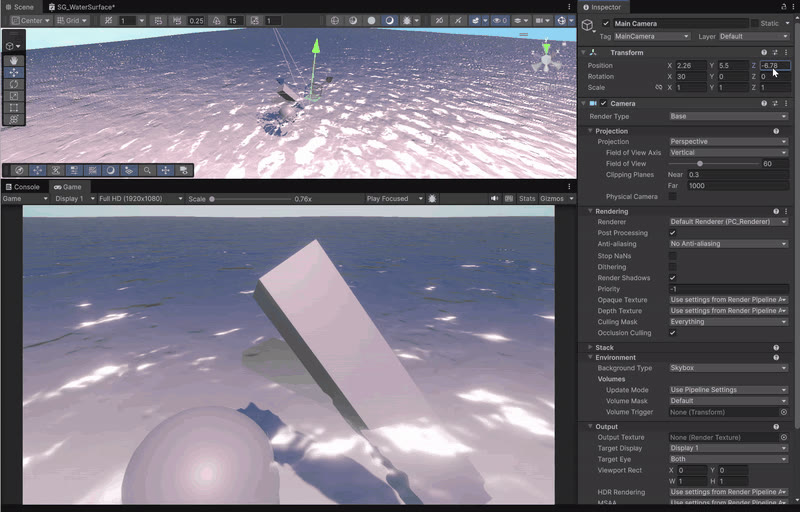 Scene
SG_WaterSurface*
Center
Grid
1
0.25
15
1
0
Console
Game
Game
Display 1
Full HD (1920x1080)
Scale
0.76x
Play Focused
Stats
Gizmos
Inspector
Main Camera
Static
Tag
MainCamera
Layer
Default
Transform
Position
X 2.26
Y 5.5
Z -6.78
Rotation
X 30
Y 0
Z 0
Scale
X 1
Y 1
Z 1
Camera
Render Type
Base
Projection
Projection
Perspective
Field of View Axis
Vertical
Field of View
60
Clipping Planes
Near
0.3
Far
1000
Physical Camera
Rendering
Renderer
Default Renderer (PC_Renderer)
Post Processing
Anti-aliasing
No Anti-aliasing
Stop NaNs
Dithering
Render Shadows
Priority
-1
Opaque Texture
Use settings from Render Pipeline A
Depth Texture
Use settings from Render Pipeline A
Culling Mask
Everything
Occlusion Culling
Stack
Environment
Background Type
Skybox
Volumes
Update Mode
Use Pipeline Settings
Volume Mask
Default
Volume Trigger
None (Transform)
Output
Output Texture
None (Render Texture)
Target Display
Display 1
Target Eye
Both
Viewport Rect
X 0
Y 0
W 1
H 1
HDR Rendering
Use settings from Render Pipeline A
MSAA
Use settings from Render Pipeline A